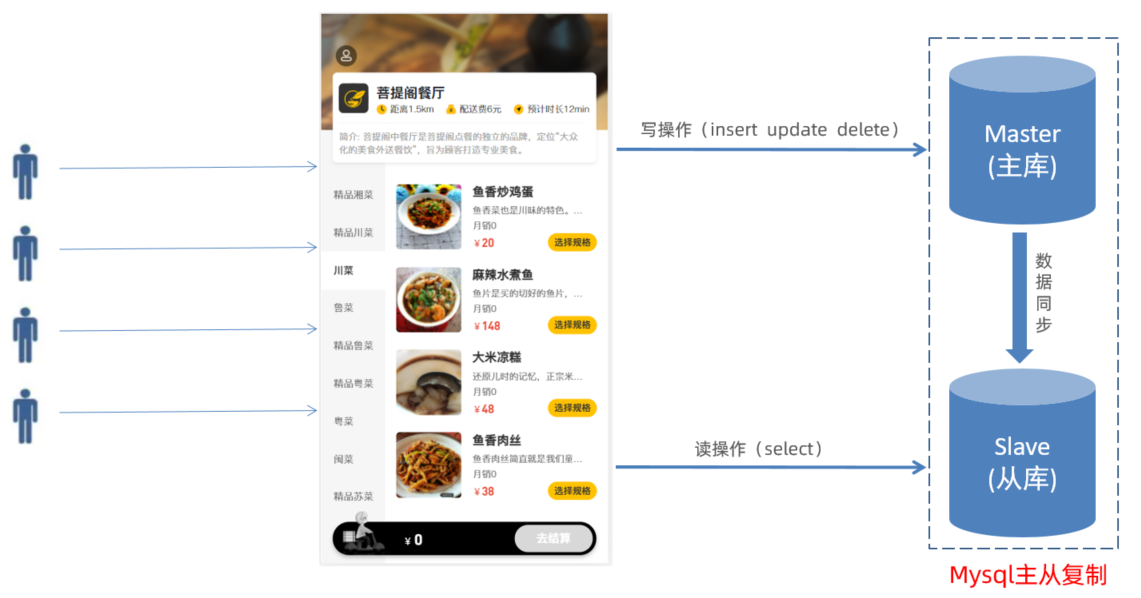 菩提阁餐厅
距离1.5km 配送费6元 预计时长12min
简介: 菩提阁中餐厅是菩提阁点餐的独立的品牌，定位“大众
化的美食外送餐饮”，旨为顾客打造专业美食。
精品湘菜
精品川菜
川菜
鲁菜
精品鲁菜
精品粤菜
粤菜
闽菜
精品苏菜
鱼香炒鸡蛋
鱼香菜也是川味的特色。...
月销0
￥20
选择规格
麻辣水煮鱼
鱼片是买的切好的鱼片，...
月销0
￥148
选择规格
大米凉糕
还原儿时的记忆，正宗米...
月销0
￥48
选择规格
鱼香肉丝
鱼香肉丝简直就是我们童...
月销0
￥38
选择规格
￥0
去结算
写操作（insert update delete）
读操作（select）
Master
(主库)
数
据
同
步
Slave
(从库)
Mysql主从复制